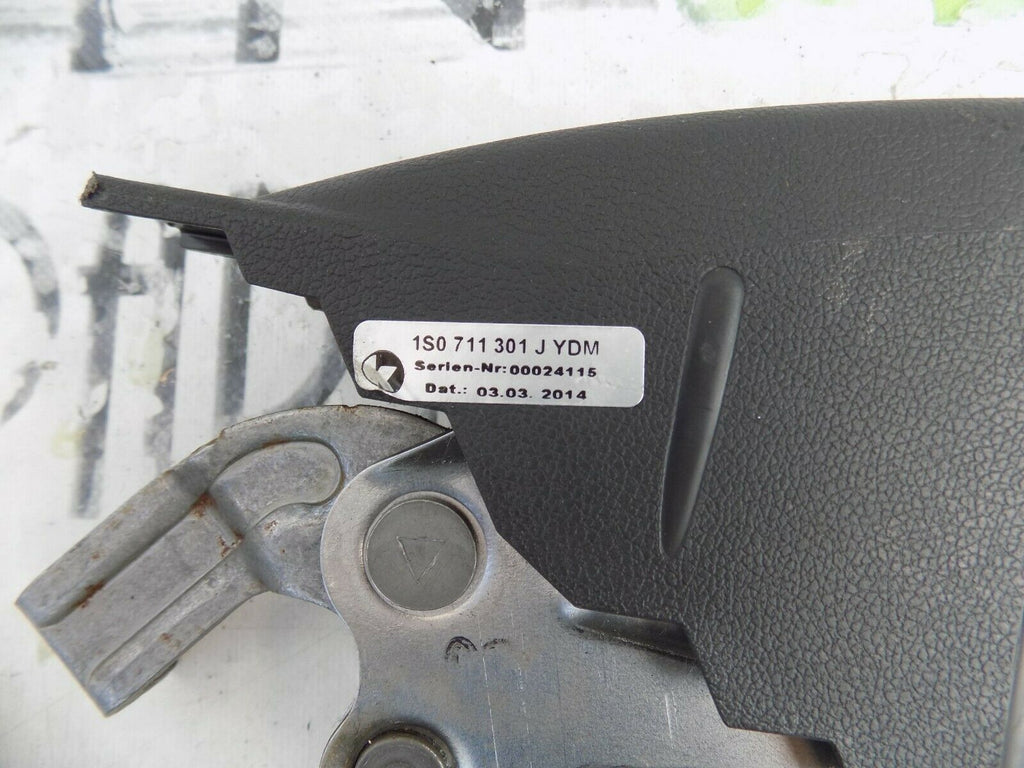 1S0 711 301 J YDM
Serien-Nr:00024115
Dat.: 03.03. 2014